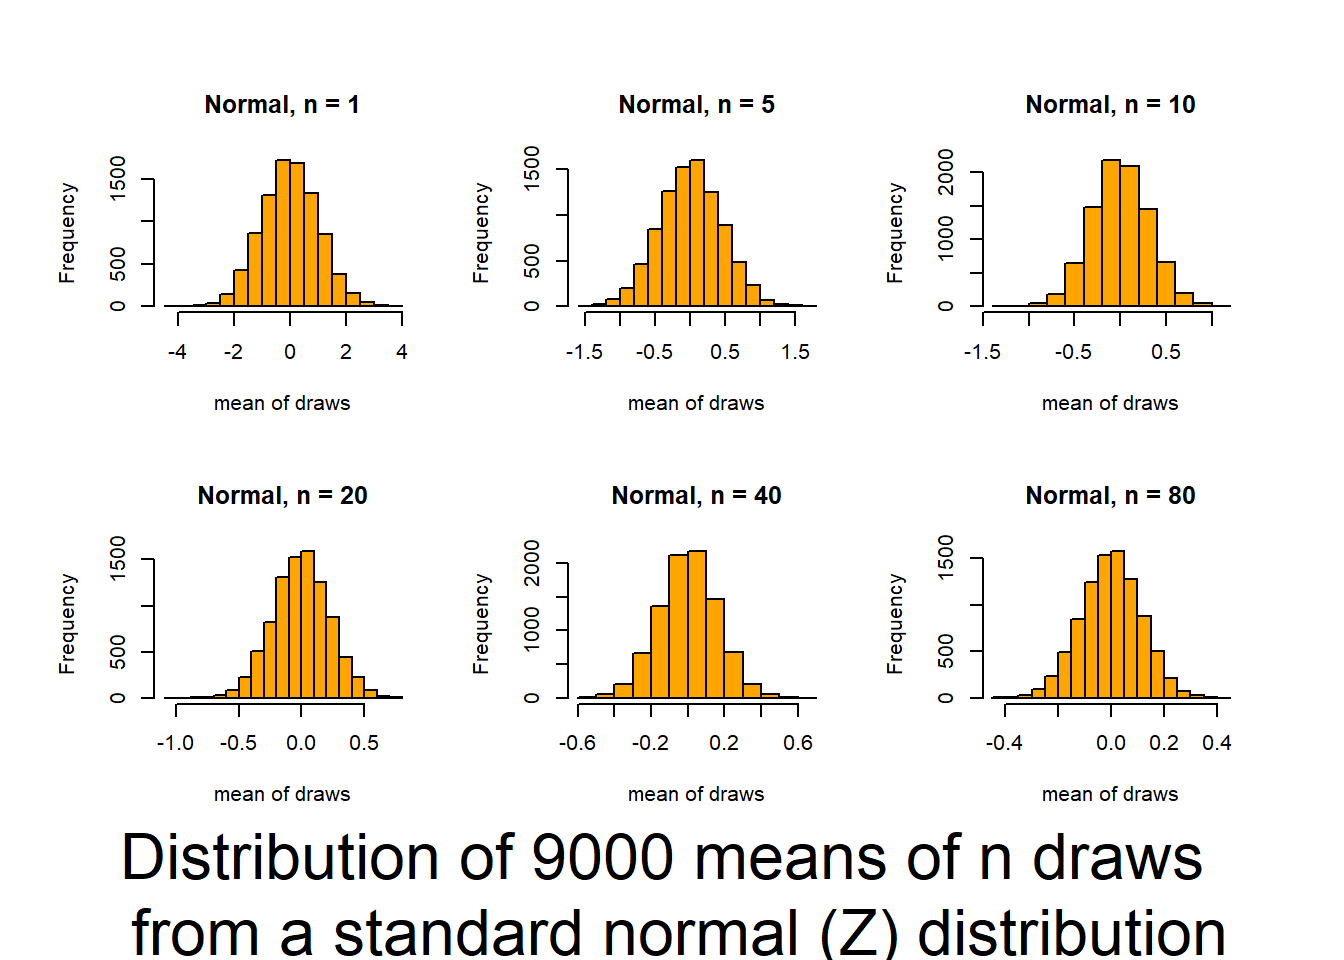 Normal, n = 1
Frequency
0 500 1500
-4 -2 0 2 4
mean of draws
Normal, n = 5
Frequency
0 500 1500
-1.5 -0.5 0.5 1.5
mean of draws
Normal, n = 10
Frequency
0 1000 2000
-1.5 -0.5 0.5
mean of draws
Normal, n = 20
Frequency
0 500 1500
-1.0 -0.5 0.0 0.5
mean of draws
Normal, n = 40
Frequency
0 1000 2000
-0.6 -0.2 0.2 0.6
mean of draws
Normal, n = 80
Frequency
0 500 1500
-0.4 0.0 0.2 0.4
mean of draws
Distribution of 9000 means of n draws
from a standard normal (Z) distribution